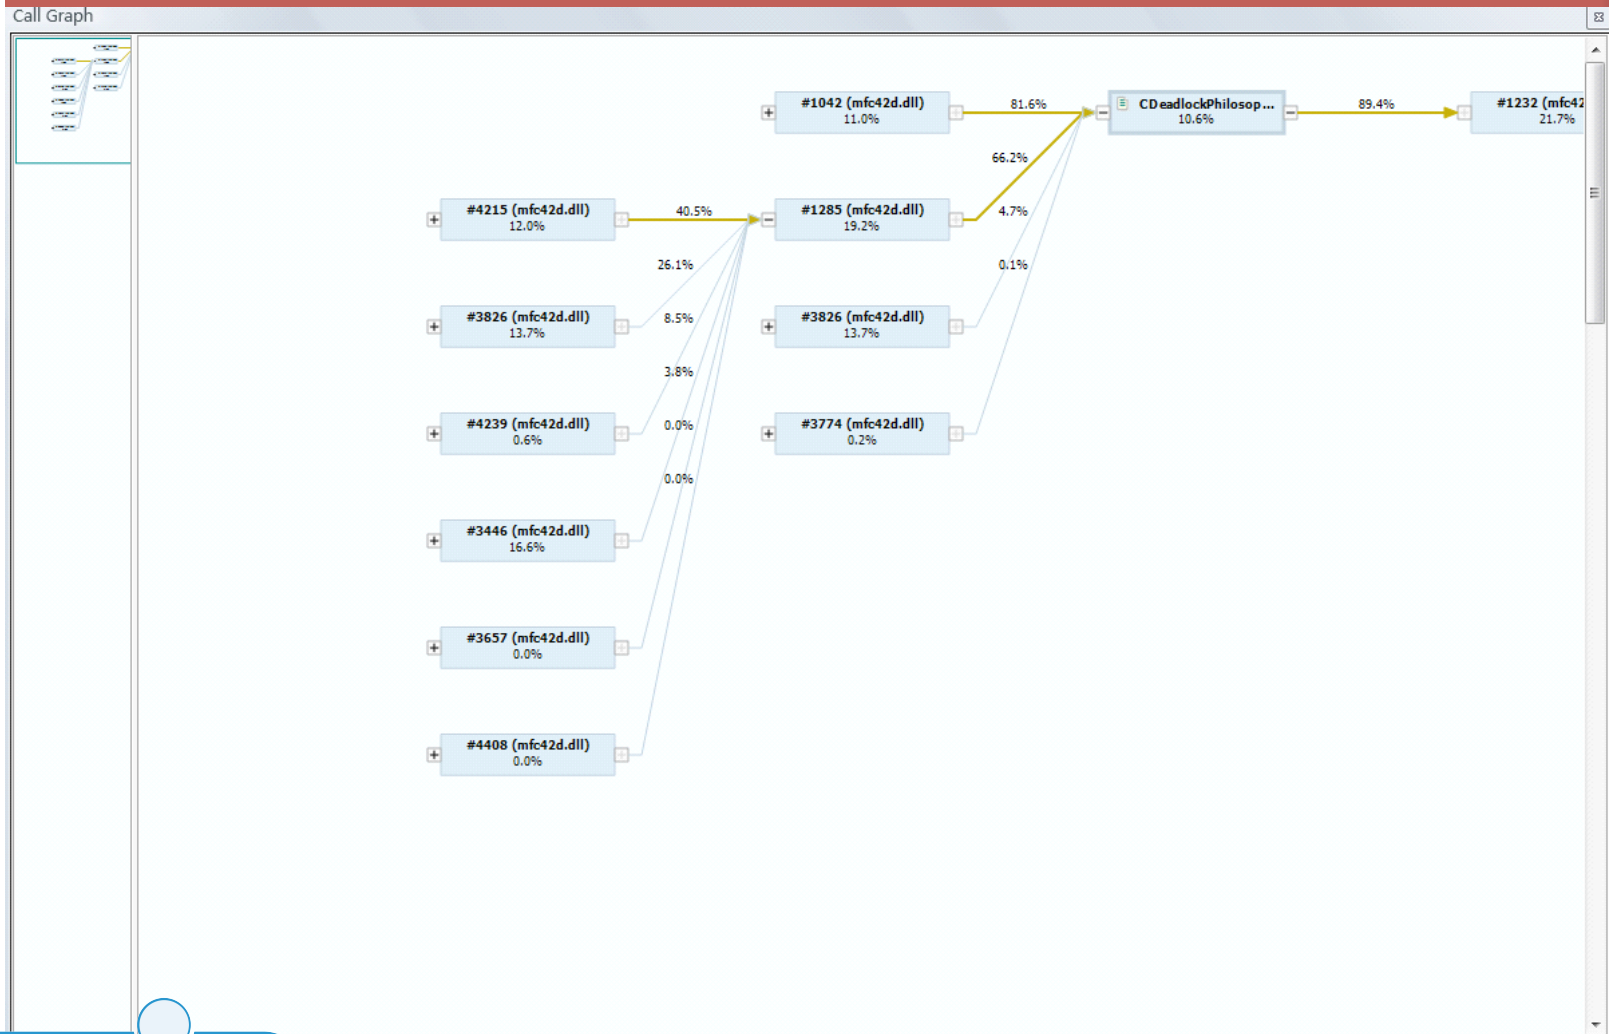 Call Graph
#1042 (mfc42d.dll)
11.0%
81.6%
CDeadlockPhilosop...
10.6%
89.4%
#1232 (mfc42
21.7%
66.2%
#4215 (mfc42d.dll)
12.0%
40.5%
#1285 (mfc42d.dll)
19.2%
4.7%
26.1%
0.1%
#3826 (mfc42d.dll)
13.7%
8.5%
#3826 (mfc42d.dll)
13.7%
3.8%
#4239 (mfc42d.dll)
0.6%
0.0%
#3774 (mfc42d.dll)
0.2%
0.0%
#3446 (mfc42d.dll)
16.6%
#3657 (mfc42d.dll)
0.0%
#4408 (mfc42d.dll)
0.0%